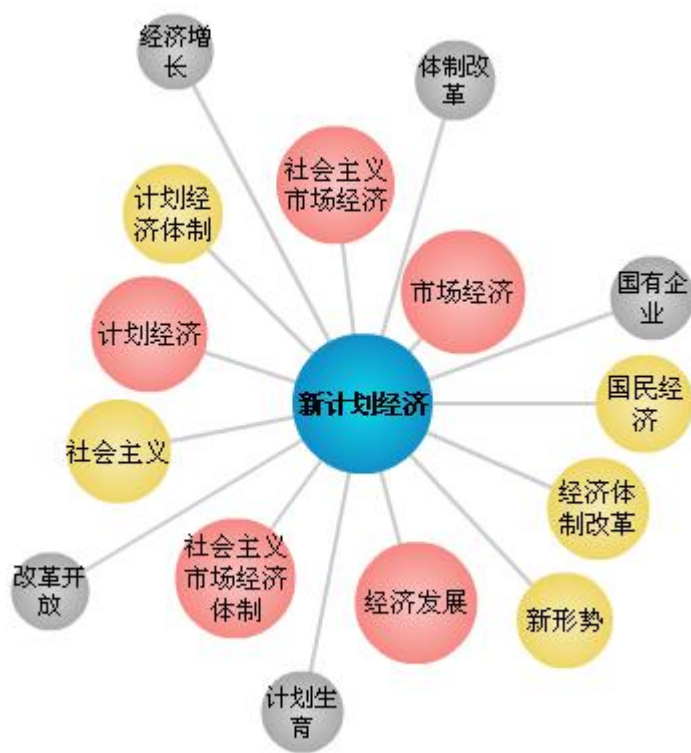 经济增
长
体制改
革
社会主义
市场经济
计划经
济体制
市场经济
国有企
业
计划经济
新计划经济
国民经
济
社会主义
经济体
制改革
社会主义
市场经济
体制
改革开
放
经济发展
新形势
计划生
育